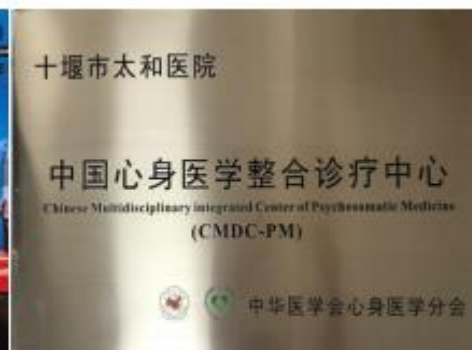 十堰市太和医院
中国心身医学整合诊疗中心
Chinese Multidisciplinary integrated Center of Psychosomatic Medicine
(CMDC-PM)
中华医学会心身医学分会